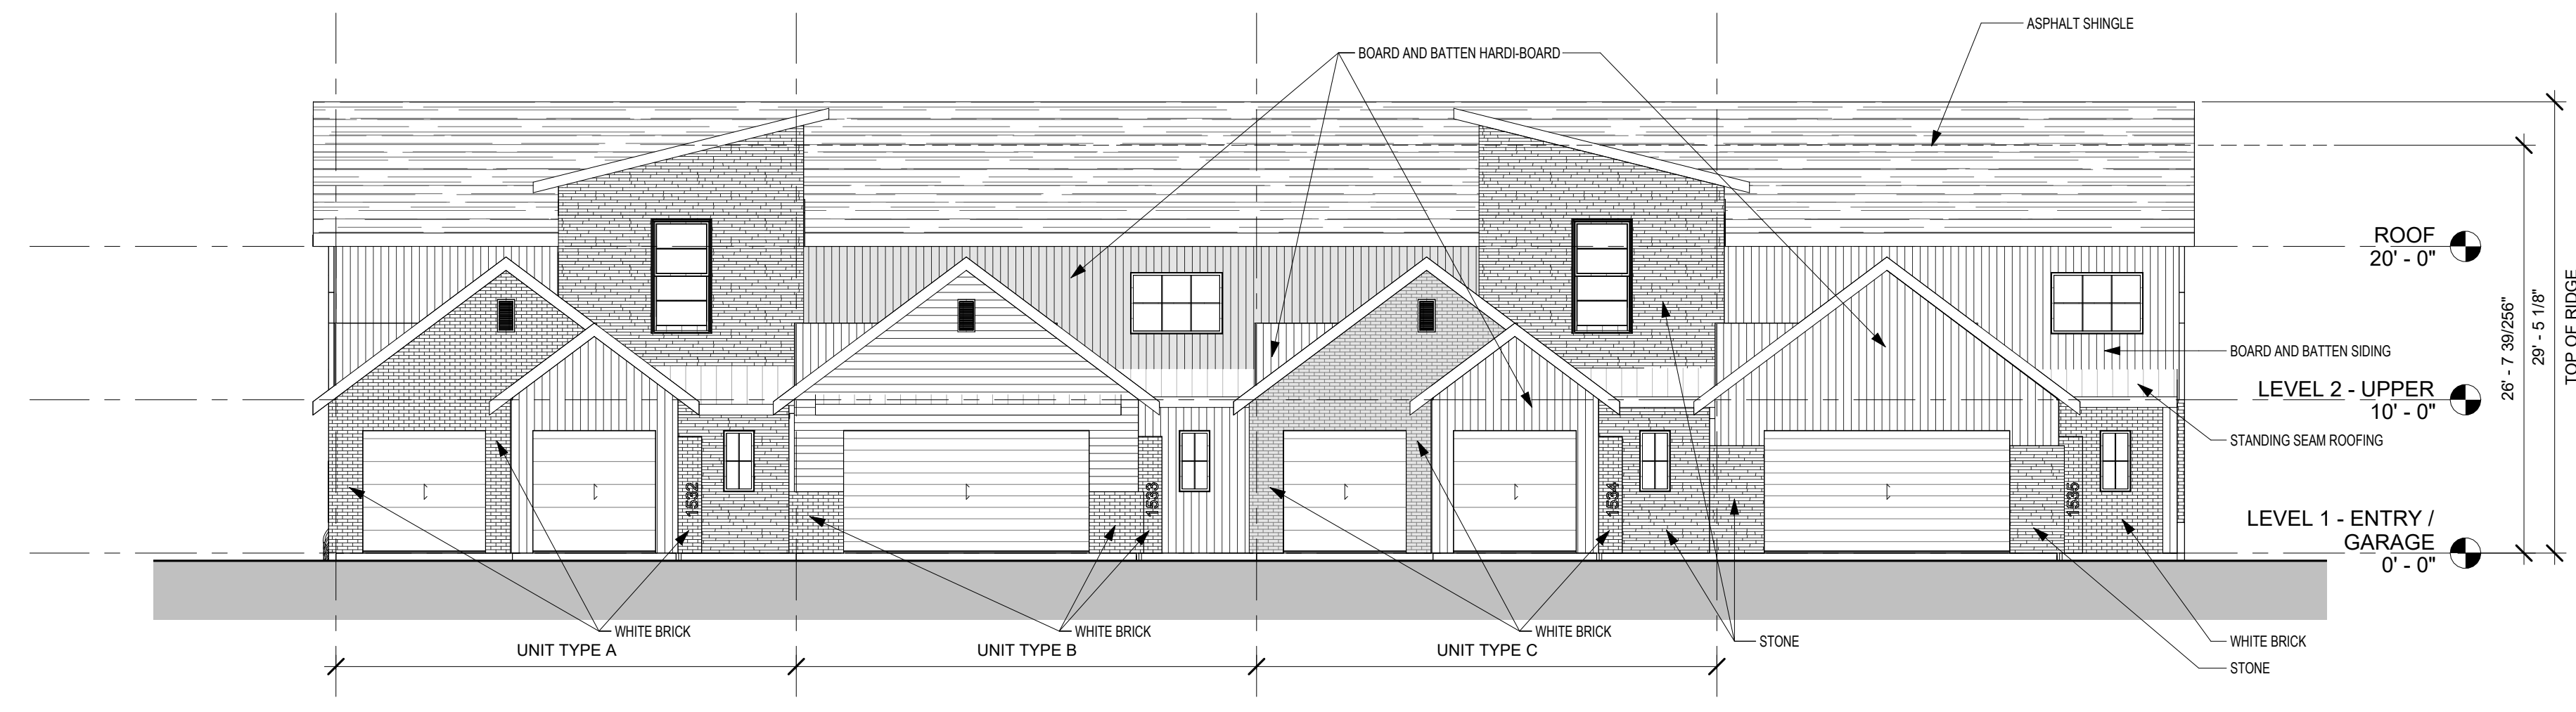 ASPHALT SHINGLE
BOARD AND BATTEN HARDI-BOARD
ROOF
20' - 0"
26' - 7 39/256"
29' - 5 1/8"
TOP OF RIDGE
BOARD AND BATTEN SIDING
LEVEL 2 - UPPER
10' - 0"
STANDING SEAM ROOFING
1532
1533
1534
1535
LEVEL 1 - ENTRY /
GARAGE
0' - 0"
WHITE BRICK
WHITE BRICK
WHITE BRICK
STONE
WHITE BRICK
STONE
UNIT TYPE A
UNIT TYPE B
UNIT TYPE C